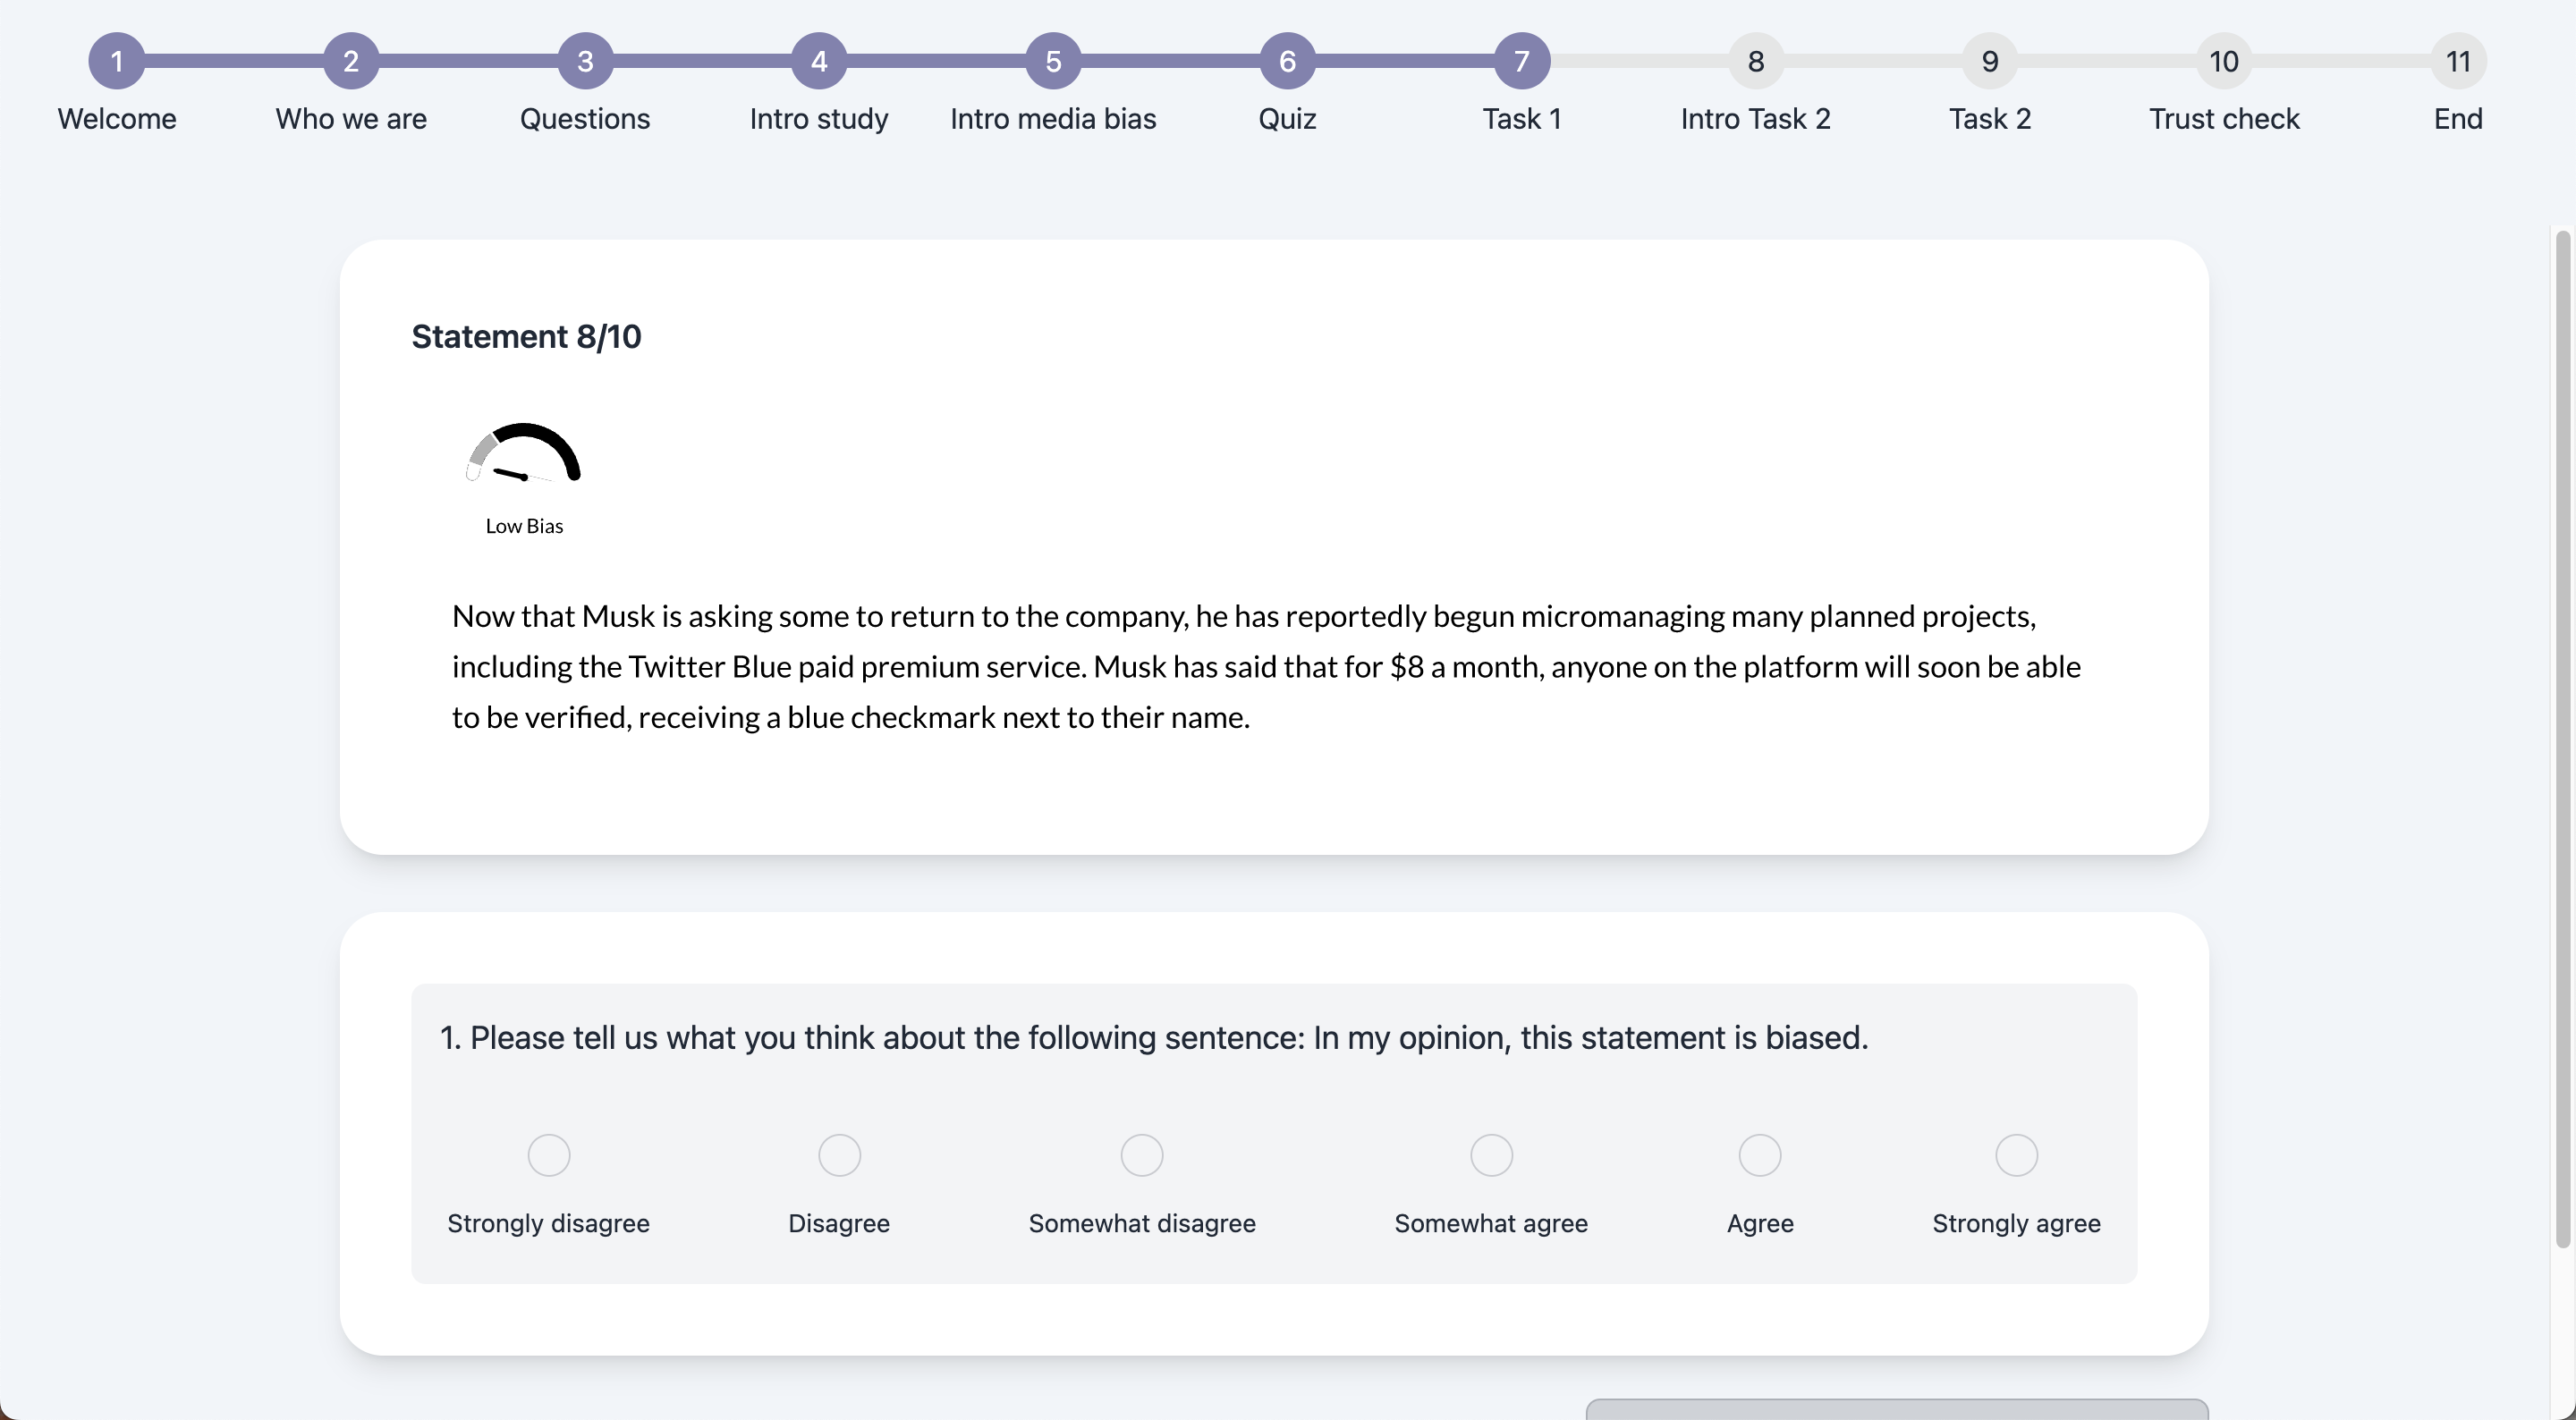 1 2 3 4 5 6 7 8 9 10 11
Welcome Who we are Questions Intro study Intro media bias Quiz Task 1 Intro Task 2 Task 2 Trust check End
Statement 8/10
Low Bias
Now that Musk is asking some to return to the company, he has reportedly begun micromanaging many planned projects,
including the Twitter Blue paid premium service. Musk has said that for $8 a month, anyone on the platform will soon be able
to be verified, receiving a blue checkmark next to their name.
1. Please tell us what you think about the following sentence: In my opinion, this statement is biased.
Strongly disagree Disagree Somewhat disagree Somewhat agree Agree Strongly agree